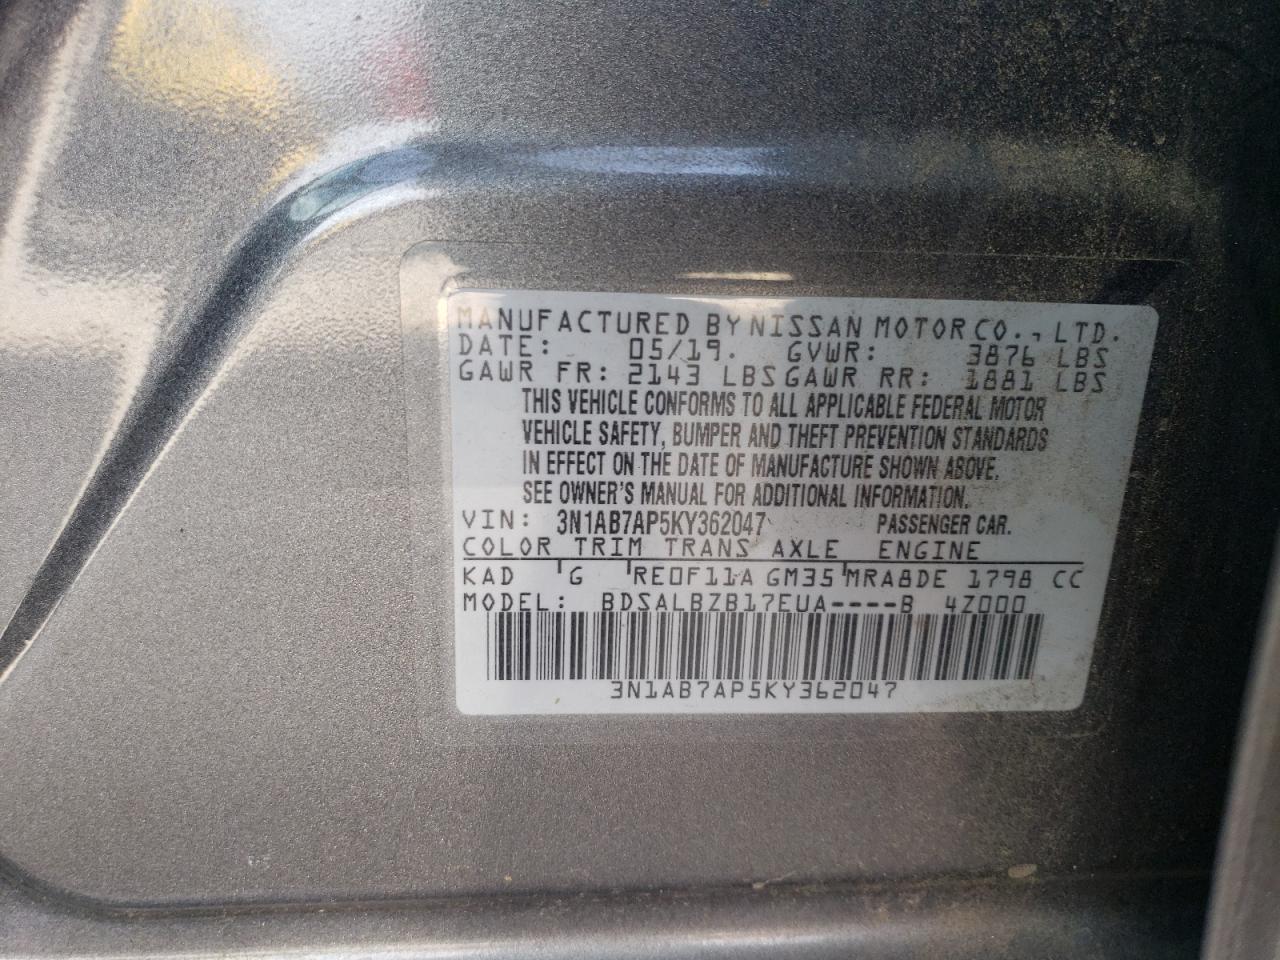 MANUFACTURED BY NISSAN MOTOR CO., LTD.
DATE: 05/19. GVWR: 3876 LBS
GAWR FR: 2143 LBS GAWR RR: 1881 LBS
THIS VEHICLE CONFORMS TO ALL APPLICABLE FEDERAL MOTOR
VEHICLE SAFETY, BUMPER AND THEFT PREVENTION STANDARDS
IN EFFECT ON THE DATE OF MANUFACTURE SHOWN ABOVE.
SEE OWNER'S MANUAL FOR ADDITIONAL INFORMATION.
VIN: 3N1AB7AP5KY362047 PASSENGER CAR.
COLOR TRIM TRANS AXLE ENGINE
KAD G RE0F11A GM35 MRA8DE 1798 CC
MODEL: BDSALBZB17EUA----B 4Z000
3N1AB7AP5KY362047